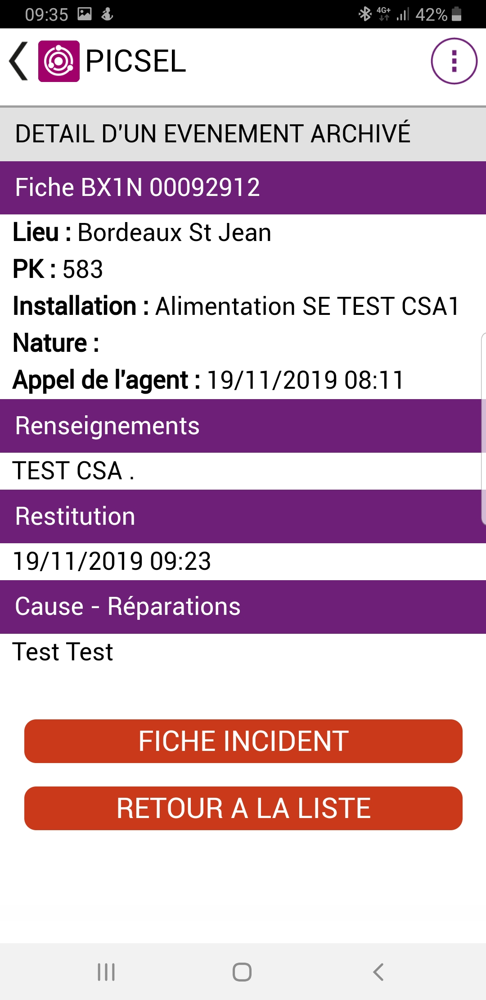 09:35
4G+ 42%
PICSEL
DETAIL D'UN EVENEMENT ARCHIVÉ
Fiche BX1N 00092912
Lieu : Bordeaux St Jean
PK : 583
Installation : Alimentation SE TEST CSA1
Nature :
Appel de l'agent : 19/11/2019 08:11
Renseignements
TEST CSA .
Restitution
19/11/2019 09:23
Cause - Réparations
Test Test
FICHE INCIDENT
RETOUR A LA LISTE